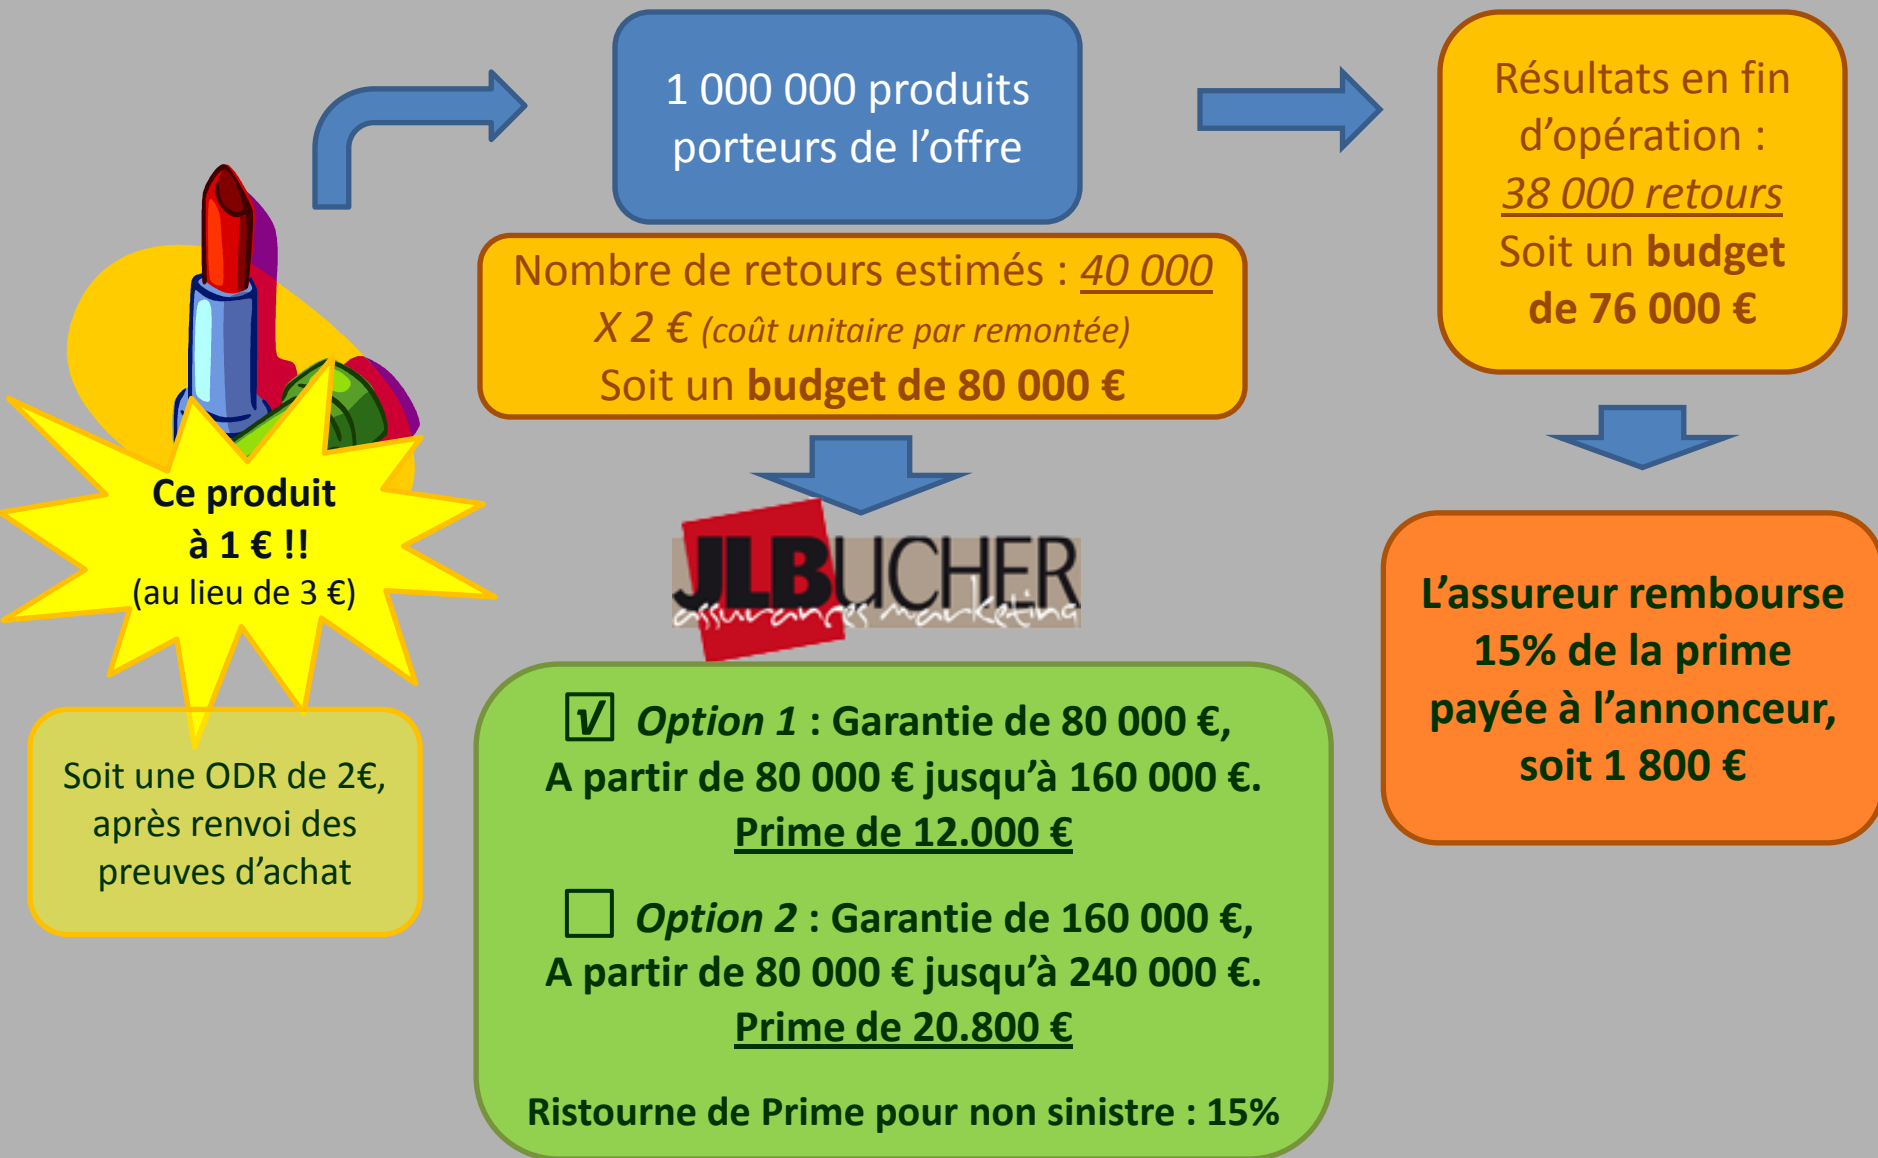 1 000 000 produits
porteurs de l’offre
Nombre de retours estimés : 40 000
X 2 € (coût unitaire par remontée)
Soit un budget de 80 000 €
Résultats en fin
d’opération :
38 000 retours
Soit un budget
de 76 000 €
Ce produit
à 1 € !!
(au lieu de 3 €)
Soit une ODR de 2€,
après renvoi des
preuves d’achat
JLBUCHER
assurances marketing
√ Option 1 : Garantie de 80 000 €,
A partir de 80 000 € jusqu’à 160 000 €.
Prime de 12.000 €
Option 2 : Garantie de 160 000 €,
A partir de 80 000 € jusqu’à 240 000 €.
Prime de 20.800 €
Ristourne de Prime pour non sinistre : 15%
L’assureur rembourse
15% de la prime
payée à l’annonceur,
soit 1 800 €